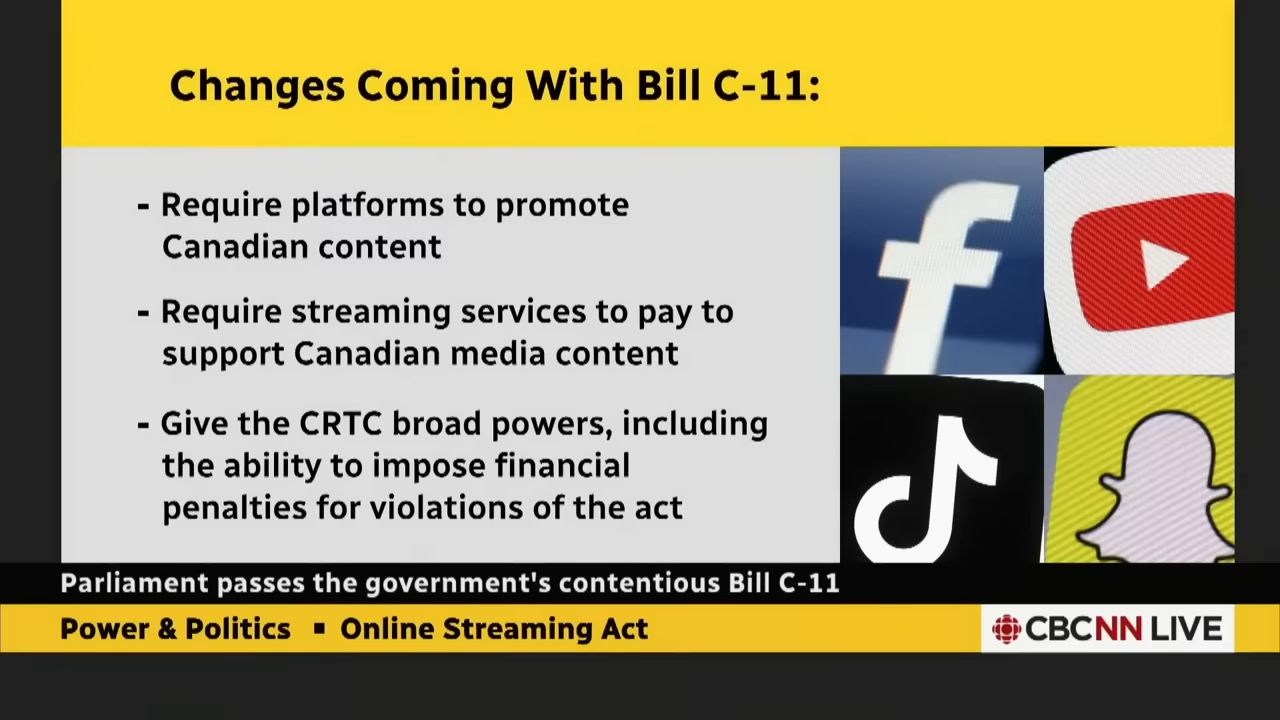 Changes Coming With Bill C-11:
- Require platforms to promote
Canadian content
- Require streaming services to pay to
support Canadian media content
- Give the CRTC broad powers, including
the ability to impose financial
penalties for violations of the act
Parliament passes the government's contentious Bill C-11
Power & Politics ▪ Online Streaming Act
CBCNN LIVE